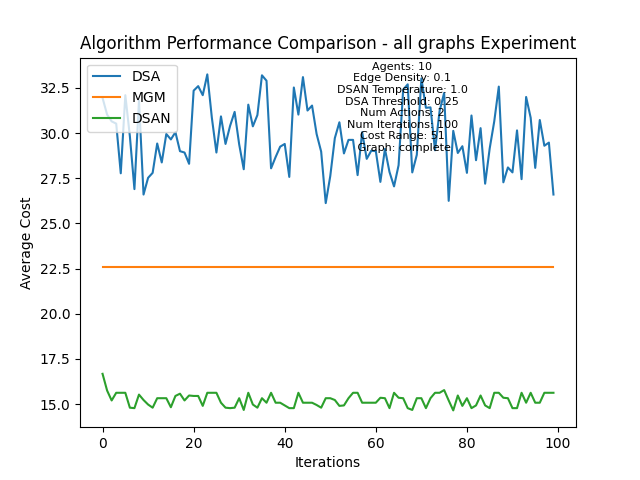 Algorithm Performance Comparison - all graphs Experiment
DSA
MGM
DSAN
Agents: 10
Edge Density: 0.1
DSAN Temperature: 1.0
DSA Threshold: 0.25
Num Actions: 2
Num Iterations: 100
Cost Range: 51
Graph: complete
Average Cost
32.5
30.0
27.5
25.0
22.5
20.0
17.5
15.0
0 20 40 60 80 100
Iterations